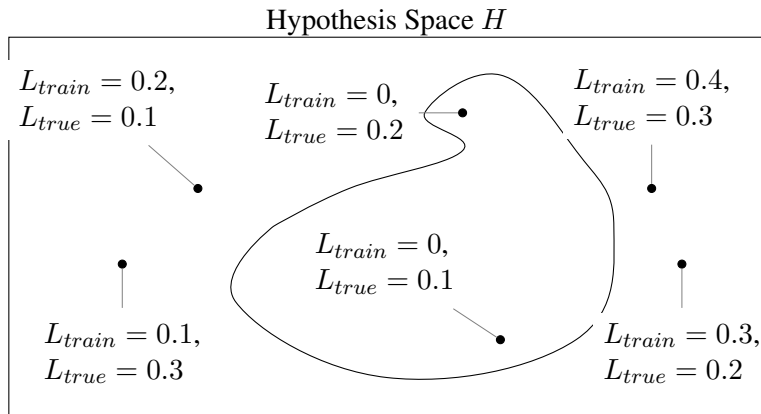 Hypothesis Space H
L_train = 0.2,
L_true = 0.1
L_train = 0,
L_true = 0.2
L_train = 0.4,
L_true = 0.3
L_train = 0,
L_true = 0.1
L_train = 0.1,
L_true = 0.3
L_train = 0.3,
L_true = 0.2